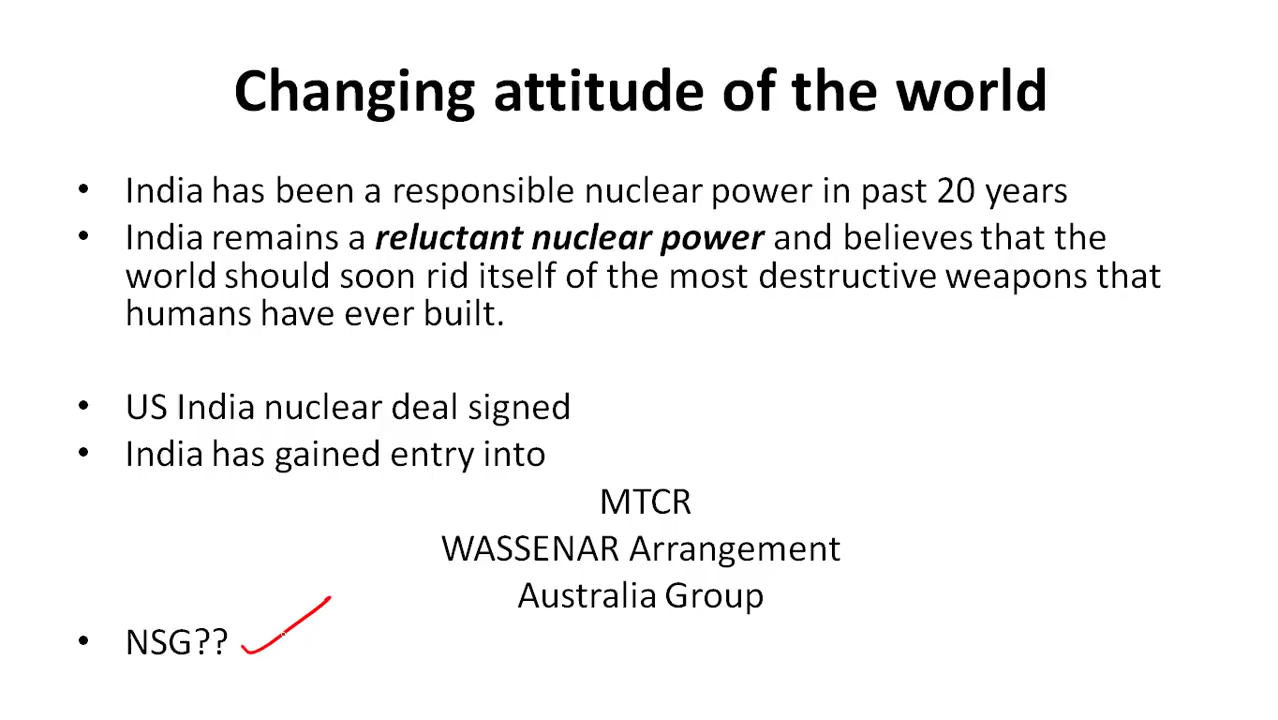 Changing attitude of the world
• India has been a responsible nuclear power in past 20 years
• India remains a reluctant nuclear power and believes that the
world should soon rid itself of the most destructive weapons that
humans have ever built.
• US India nuclear deal signed
• India has gained entry into
MTCR
WASSENAR Arrangement
Australia Group
• NSG??